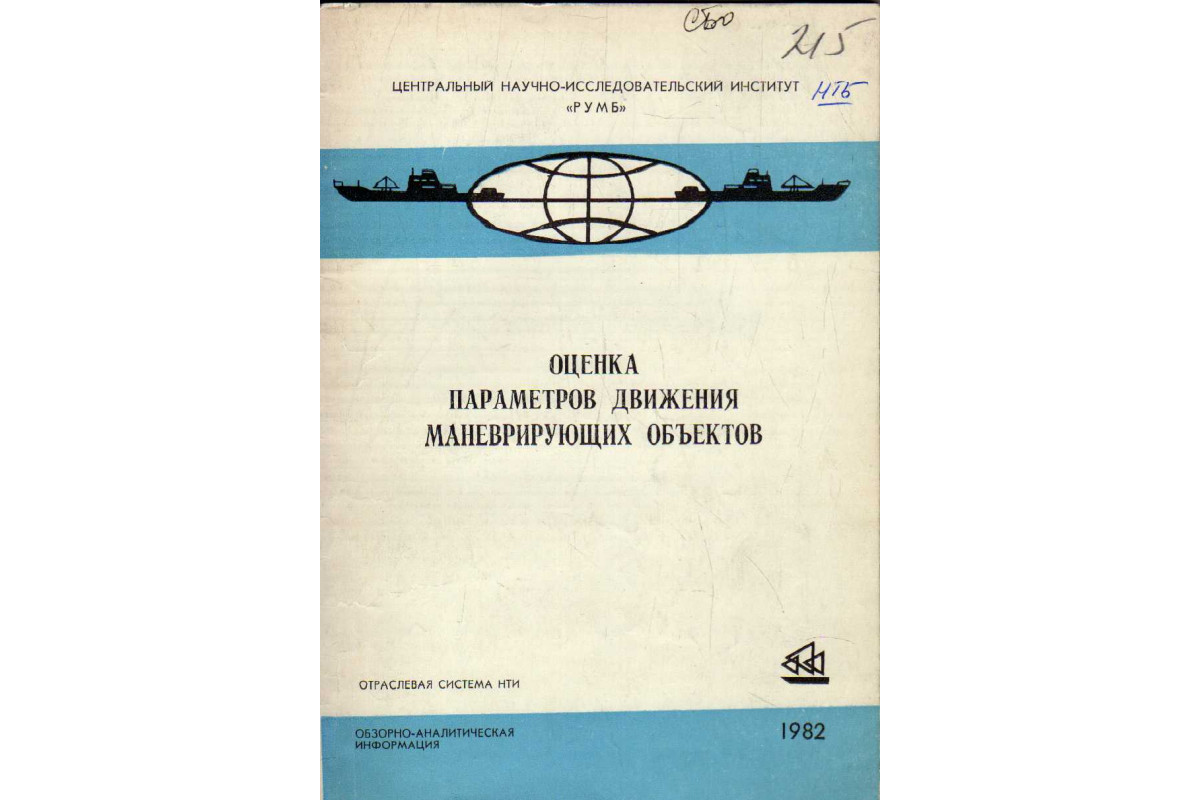 СБО
215
ЦЕНТРАЛЬНЫЙ НАУЧНО-ИССЛЕДОВАТЕЛЬСКИЙ ИНСТИТУТ
НТБ
«РУМБ»
ОЦЕНКА
ПАРАМЕТРОВ ДВИЖЕНИЯ
МАНЕВРИРУЮЩИХ ОБЪЕКТОВ
ОТРАСЛЕВАЯ СИСТЕМА НТИ
ОБЗОРНО-АНАЛИТИЧЕСКАЯ
ИНФОРМАЦИЯ
1982